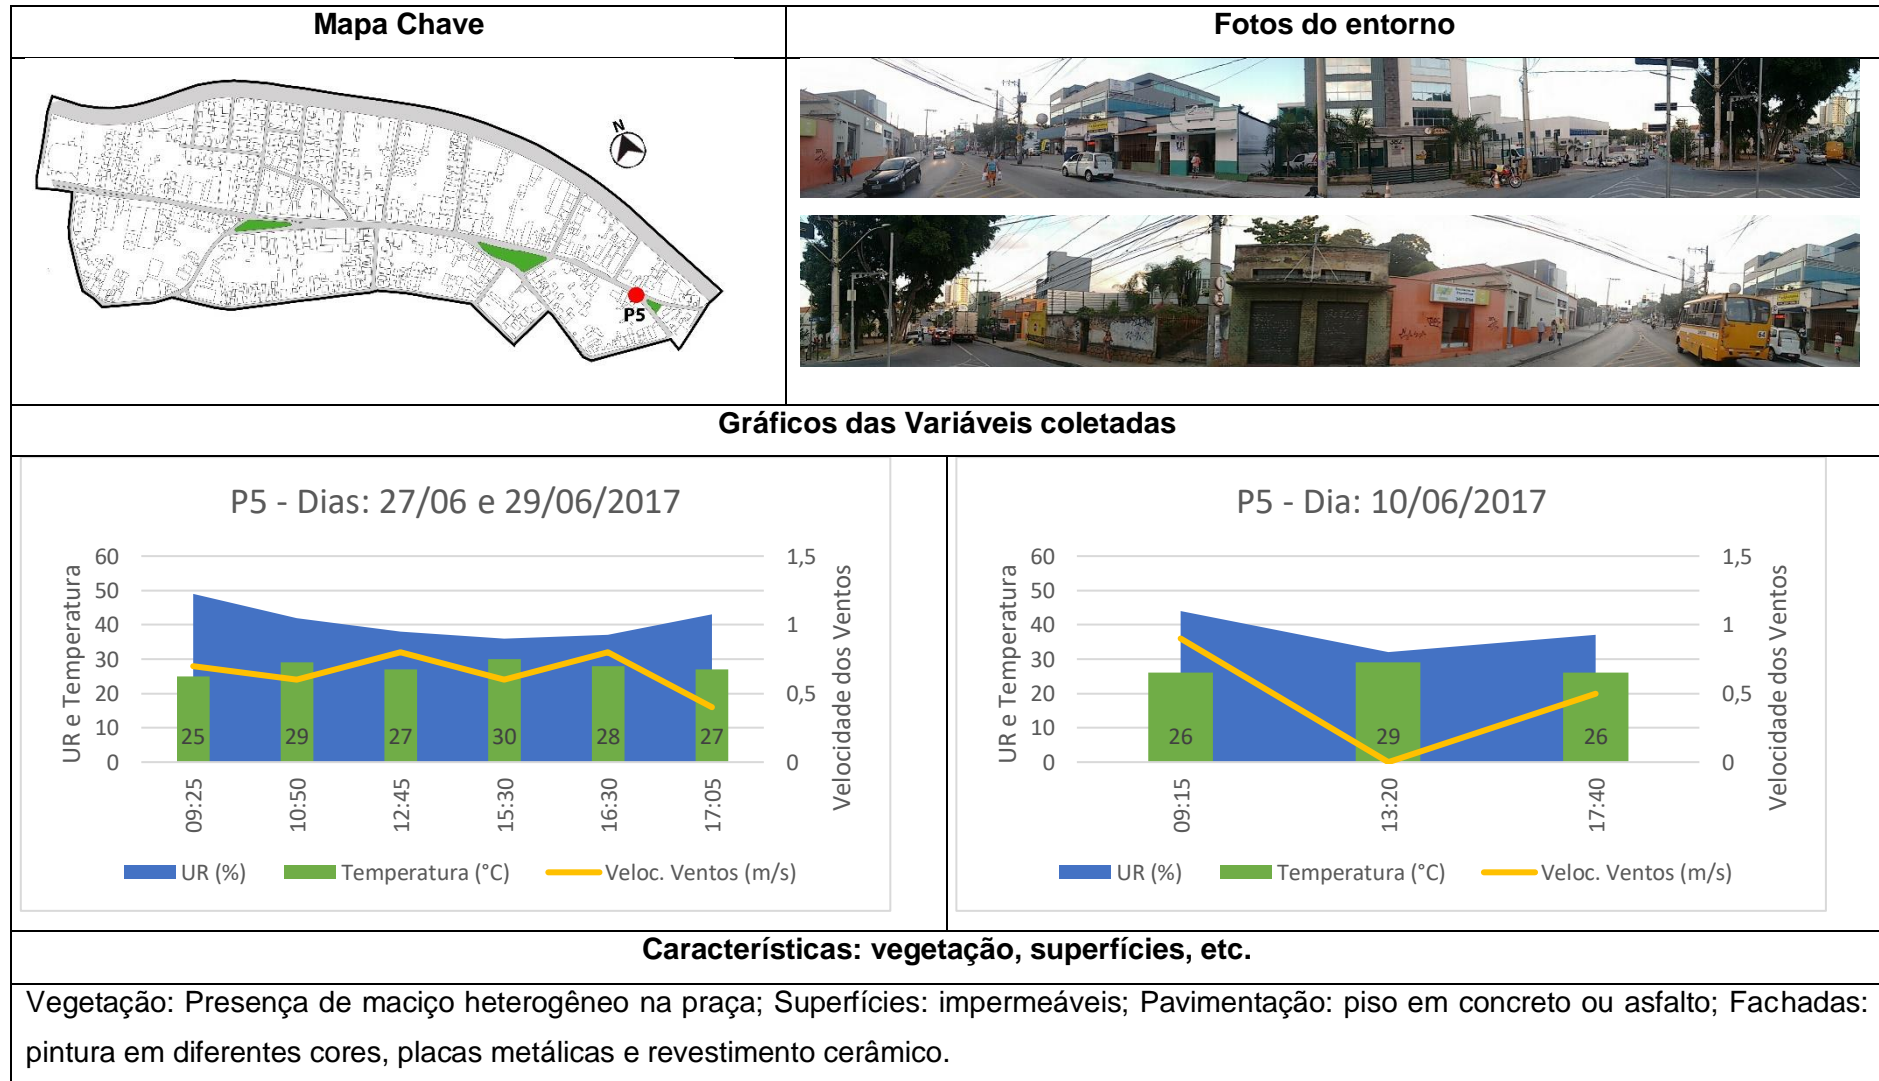 Mapa Chave
Fotos do entorno
N
P5
Gráficos das Variáveis coletadas
P5 - Dias: 27/06 e 29/06/2017
UR e Temperatura
60
50
40
30
20
10
0
1,5
1
0,5
0
Velocidade dos Ventos
25
29
27
30
28
27
09:25
10:50
12:45
15:30
16:30
17:05
UR (%)
Temperatura (°C)
Veloc. Ventos (m/s)
P5 - Dia: 10/06/2017
UR e Temperatura
60
50
40
30
20
10
0
1,5
1
0,5
0
Velocidade dos Ventos
26
29
26
09:15
13:20
17:40
UR (%)
Temperatura (°C)
Veloc. Ventos (m/s)
Características: vegetação, superfícies, etc.
Vegetação: Presença de maciço heterogêneo na praça; Superfícies: impermeáveis; Pavimentação: piso em concreto ou asfalto; Fachadas:
pintura em diferentes cores, placas metálicas e revestimento cerâmico.